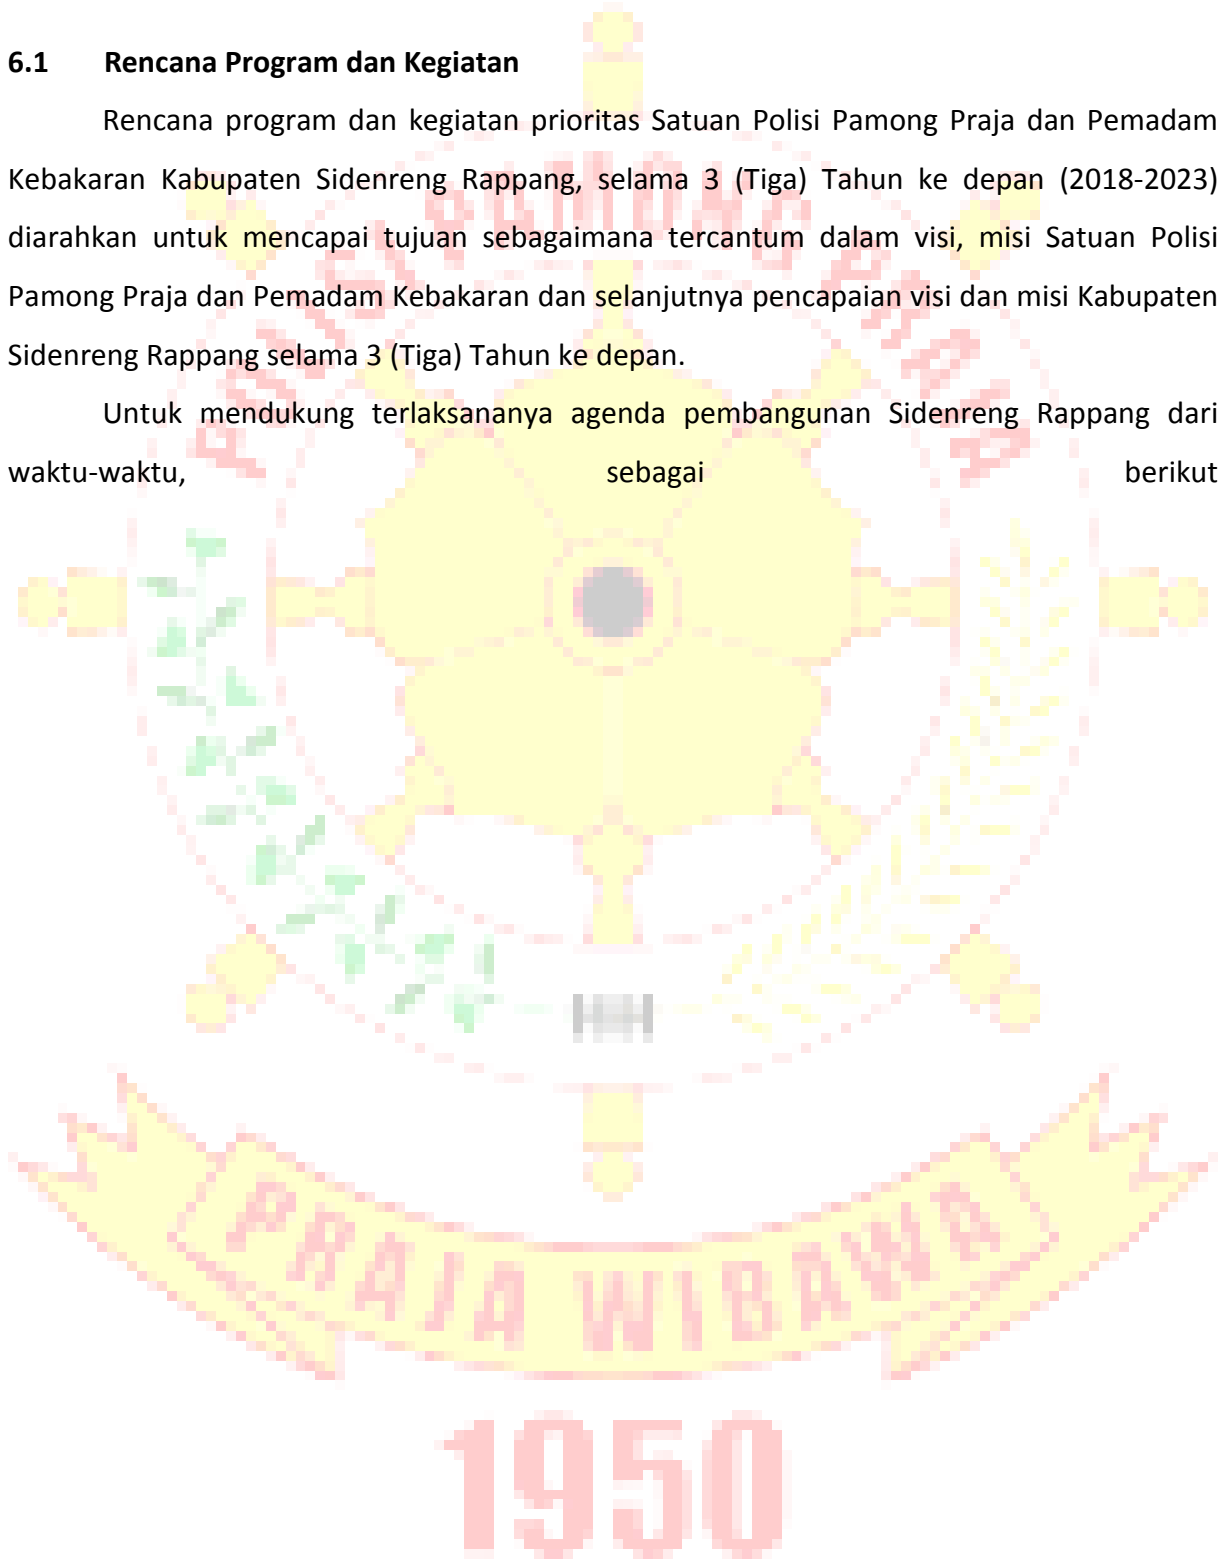 6.1 Rencana Program dan Kegiatan
Rencana program dan kegiatan prioritas Satuan Polisi Pamong Praja dan Pemadam
Kebakaran Kabupaten Sidenreng Rappang, selama 3 (Tiga) Tahun ke depan (2018-2023)
diarahkan untuk mencapai tujuan sebagaimana tercantum dalam visi, misi Satuan Polisi
Pamong Praja dan Pemadam Kebakaran dan selanjutnya pencapaian visi dan misi Kabupaten
Sidenreng Rappang selama 3 (Tiga) Tahun ke depan.
Untuk mendukung terlaksananya agenda pembangunan Sidenreng Rappang dari
waktu-waktu, sebagai berikut
POLISI PAMONG PRAJA
PRAJA WIBAWA
1950